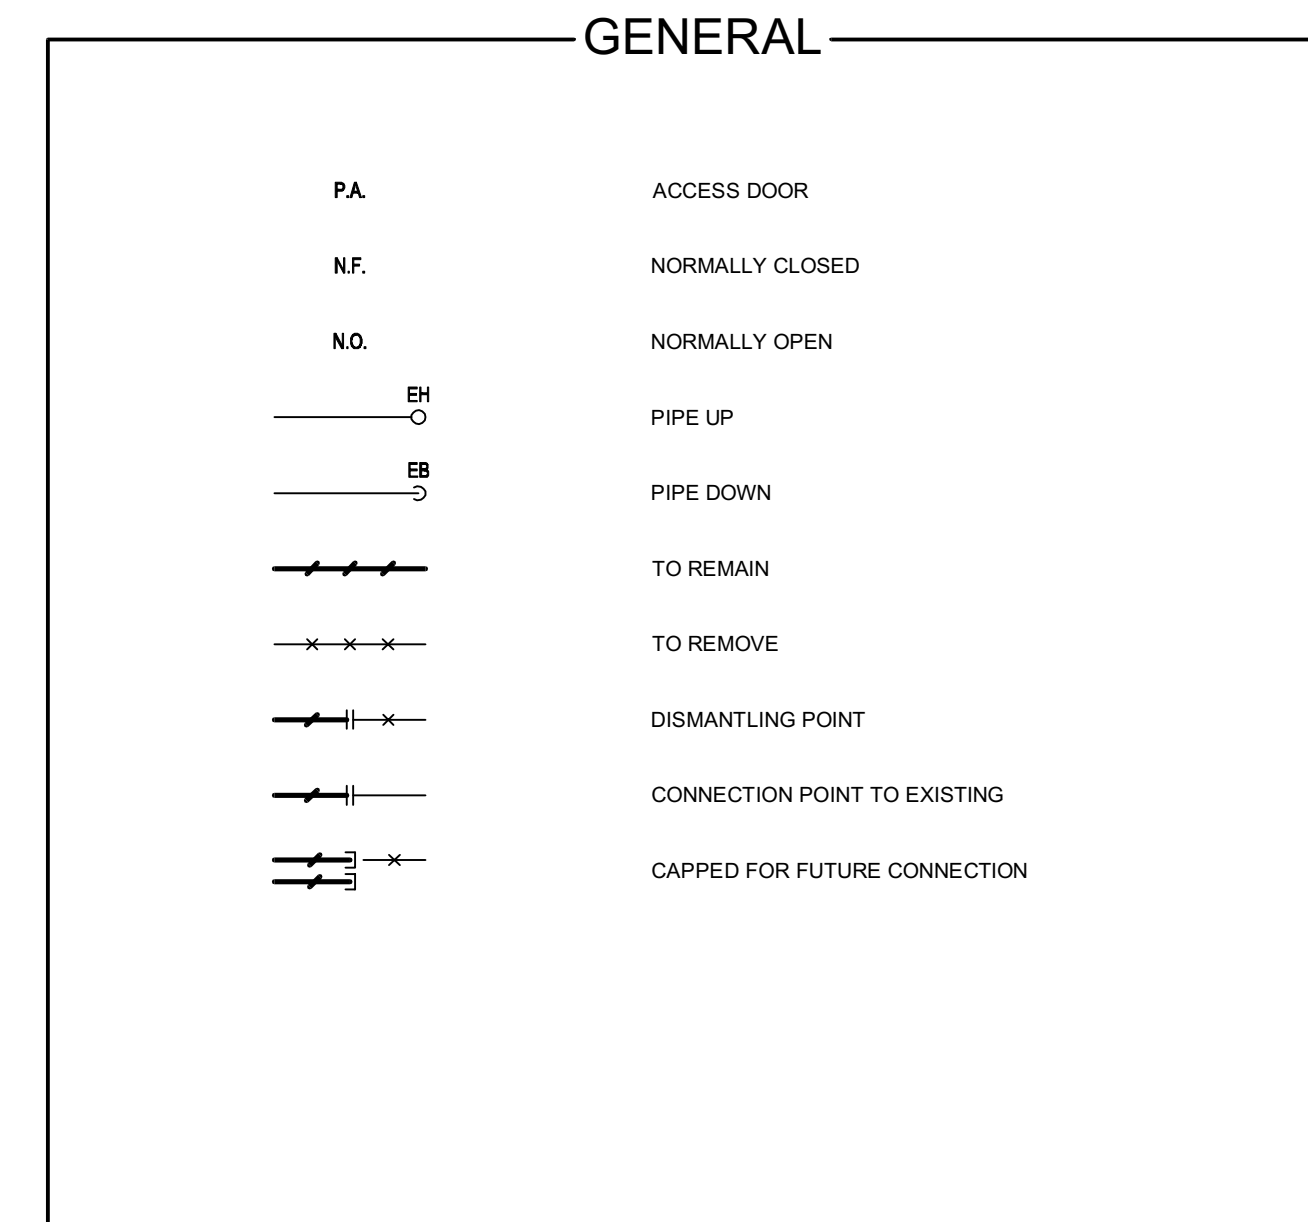 GENERAL
P.A. ACCESS DOOR
N.F. NORMALLY CLOSED
N.O. NORMALLY OPEN
EH
PIPE UP
EB
PIPE DOWN
TO REMAIN
TO REMOVE
DISMANTLING POINT
CONNECTION POINT TO EXISTING
CAPPED FOR FUTURE CONNECTION